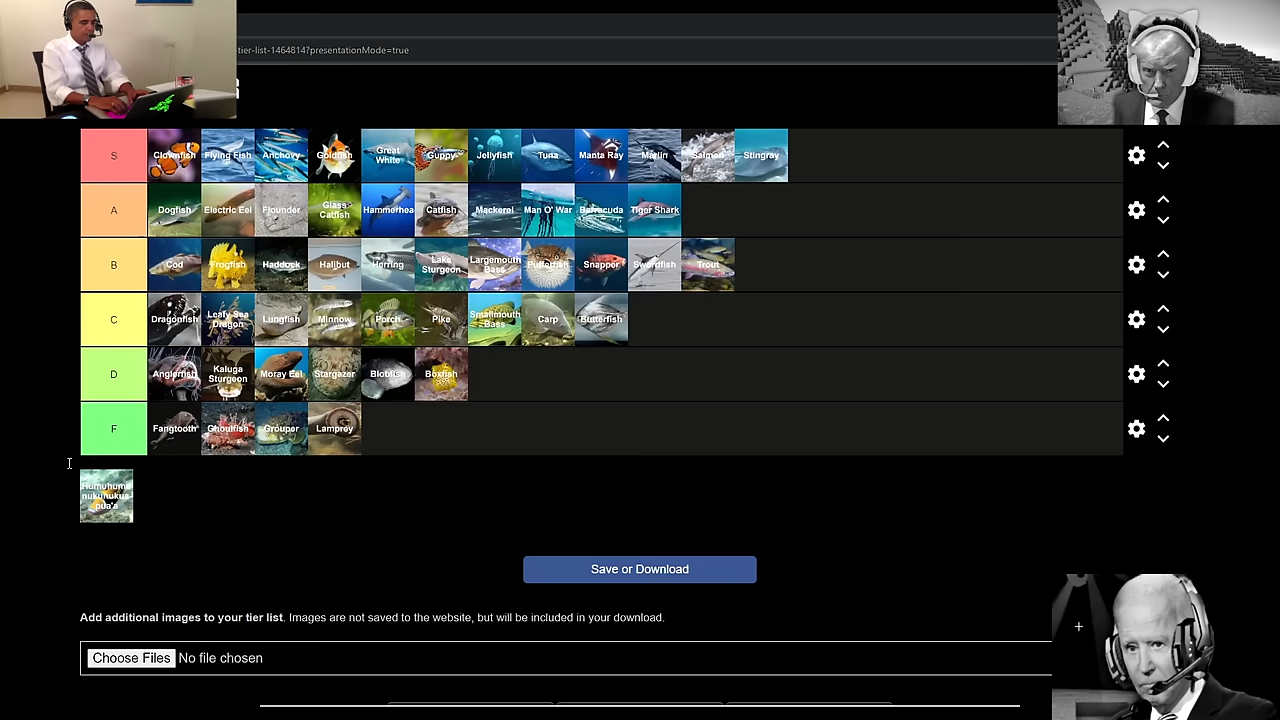 tier-list-1464814?presentationMode=true
S
Clownfish
Flying Fish
Anchovy
Goldfish
Great
White
Guppy
Jellyfish
Tuna
Manta Ray
Marlin
Salmon
Stingray
A
Dogfish
Electric Eel
Flounder
Glass
Catfish
Hammerhea
Catfish
Mackerel
Man O' War
Barracuda
Tiger Shark
B
Cod
Frogfish
Haddock
Halibut
Herring
Lake
Sturgeon
Largemouth
Bass
Pufferfish
Snapper
Swordfish
Trout
C
Dragonfish
Leafy Sea
Dragon
Lungfish
Minnow
Perch
Pike
Smallmouth
Bass
Carp
Butterfish
D
Anglerfish
Kaluga
Sturgeon
Moray Eel
Stargazer
Blobfish
Boxfish
F
Fangtooth
Ghoulfish
Grouper
Lamprey
Humuhumu
nukunukua
pua'a
Save or Download
Add additional images to your tier list. Images are not saved to the website, but will be included in your download.
Choose Files No file chosen